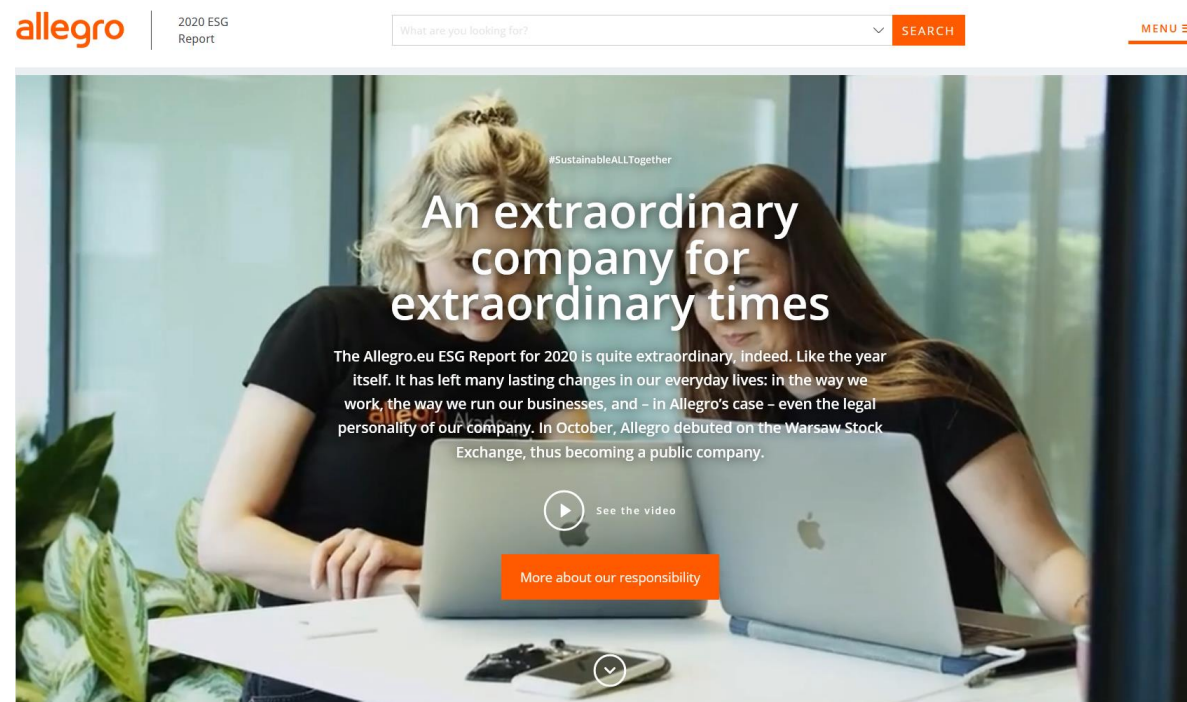 allegro
2020 ESG
Report
What are you looking for?
SEARCH
MENU
#SustainableALLTogether
An extraordinary
company for
extraordinary times
The Allegro.eu ESG Report for 2020 is quite extraordinary, indeed. Like the year
itself. It has left many lasting changes in our everyday lives: in the way we
work, the way we run our businesses, and – in Allegro's case – even the legal
personality of our company. In October, Allegro debuted on the Warsaw Stock
Exchange, thus becoming a public company.
See the video
More about our responsibility